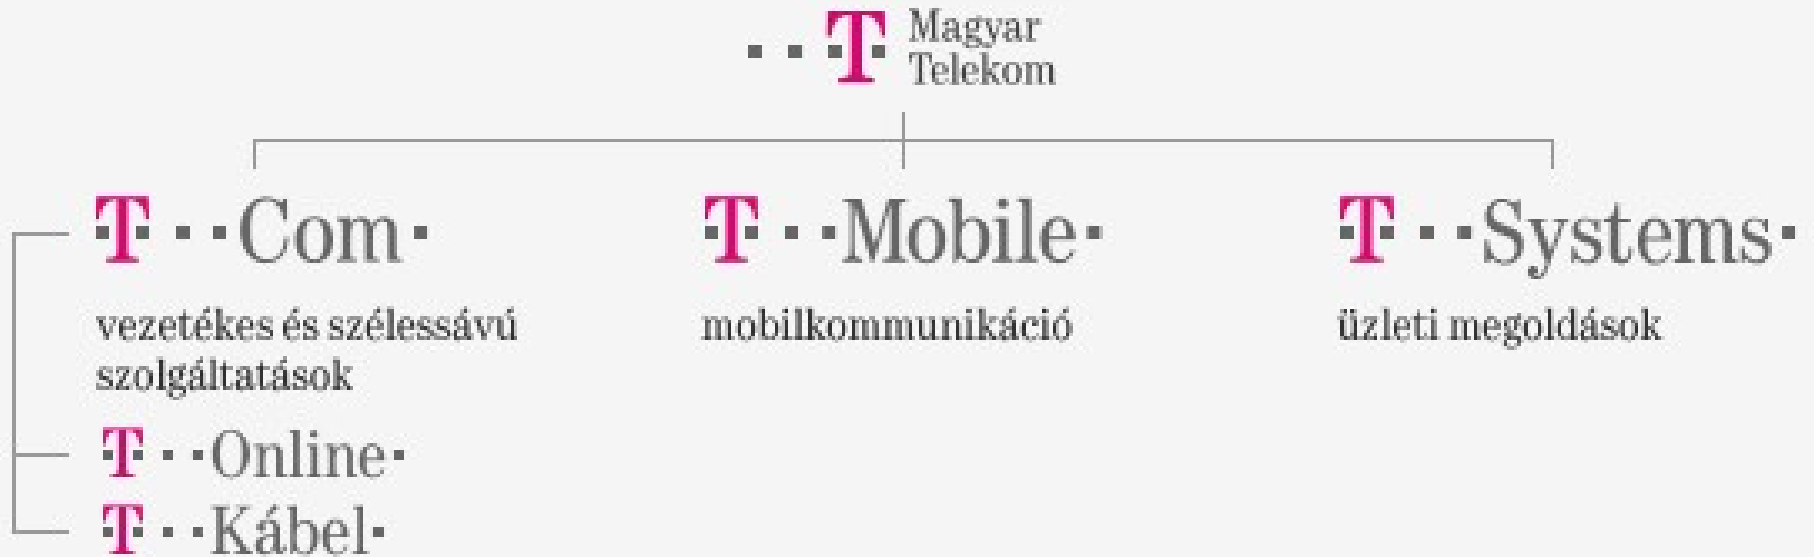 T Magyar
Telekom
T Com
vezetékes és szélessávú
szolgáltatások
T Online
T Kábel
T Mobile
mobilkommunikáció
T Systems
üzleti megoldások